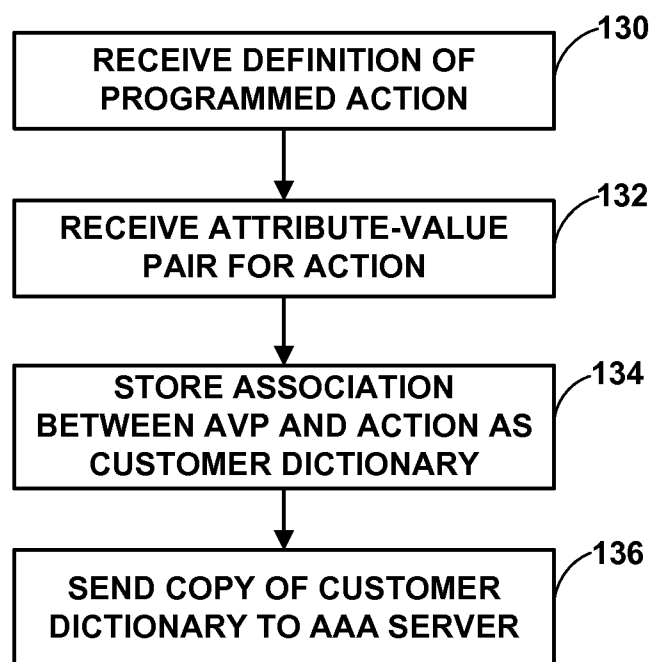 130
RECEIVE DEFINITION OF
PROGRAMMED ACTION
132
RECEIVE ATTRIBUTE-VALUE
PAIR FOR ACTION
134
STORE ASSOCIATION
BETWEEN AVP AND ACTION AS
CUSTOMER DICTIONARY
136
SEND COPY OF CUSTOMER
DICTIONARY TO AAA SERVER